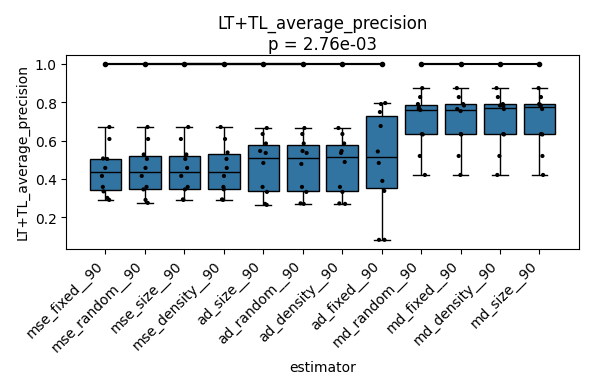 LT+TL_average_precision
p = 2.76e-03
LT+TL_average_precision
1.0
0.8
0.6
0.4
0.2
mse_fixed__90
mse_random__90
mse_size__90
mse_density__90
ad_size__90
ad_random__90
ad_density__90
ad_fixed__90
md_random__90
md_fixed__90
md_density__90
md_size__90
estimator